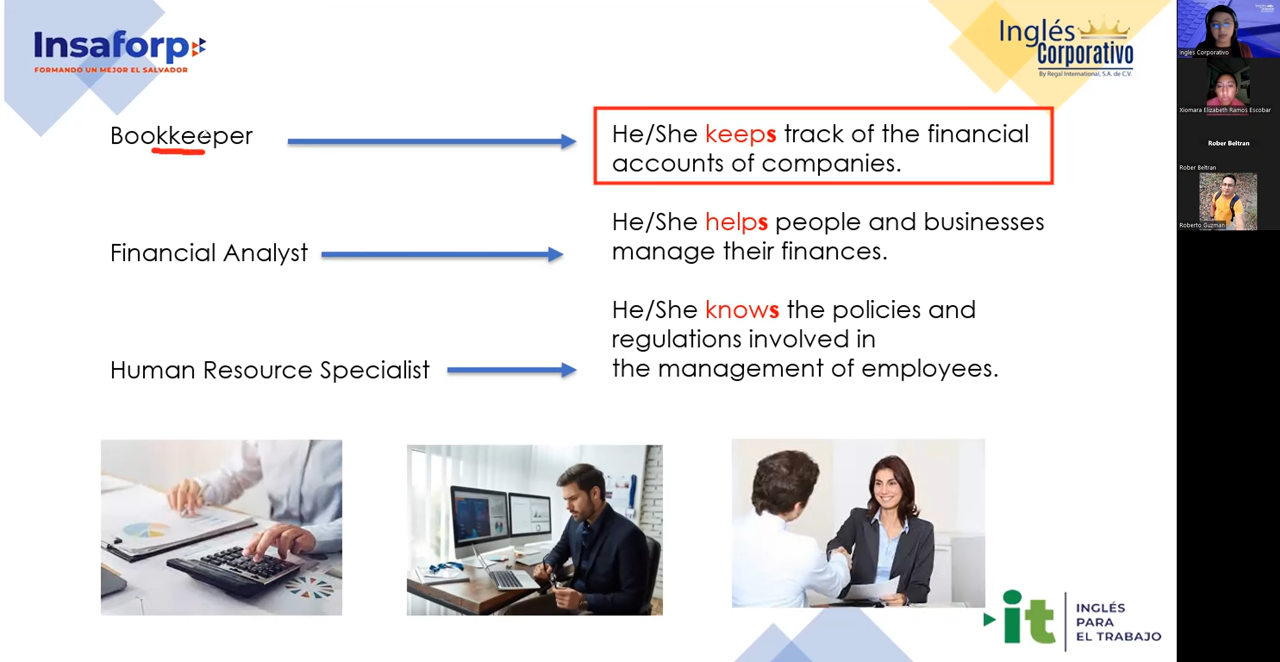 Insaforp
FORMANDO UN MEJOR EL SALVADOR
Inglés
Corporativo
By Regal International, S.A. de C.V.
Bookkeeper
He/She keeps track of the financial
accounts of companies.
Financial Analyst
He/She helps people and businesses
manage their finances.
Human Resource Specialist
He/She knows the policies and
regulations involved in
the management of employees.
it
INGLÉS
PARA
EL TRABAJO
Ingles Corporativo
Xiomara Elizabeth Ramos Escobar
Rober Beltran
Rober Beltran
Roberto Guzman